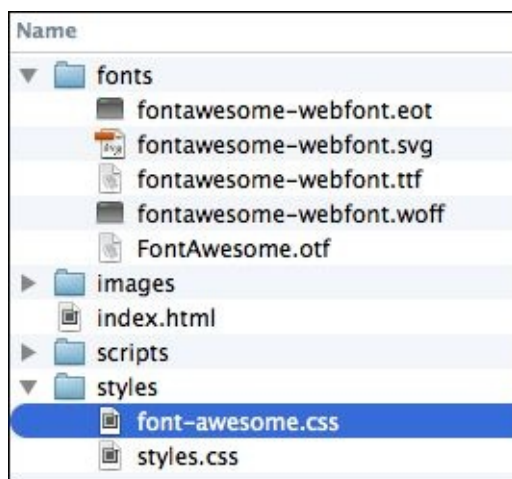 Name
fonts
fontawesome-webfont.eot
fontawesome-webfont.svg
fontawesome-webfont.ttf
fontawesome-webfont.woff
FontAwesome.otf
images
index.html
scripts
styles
font-awesome.css
styles.css